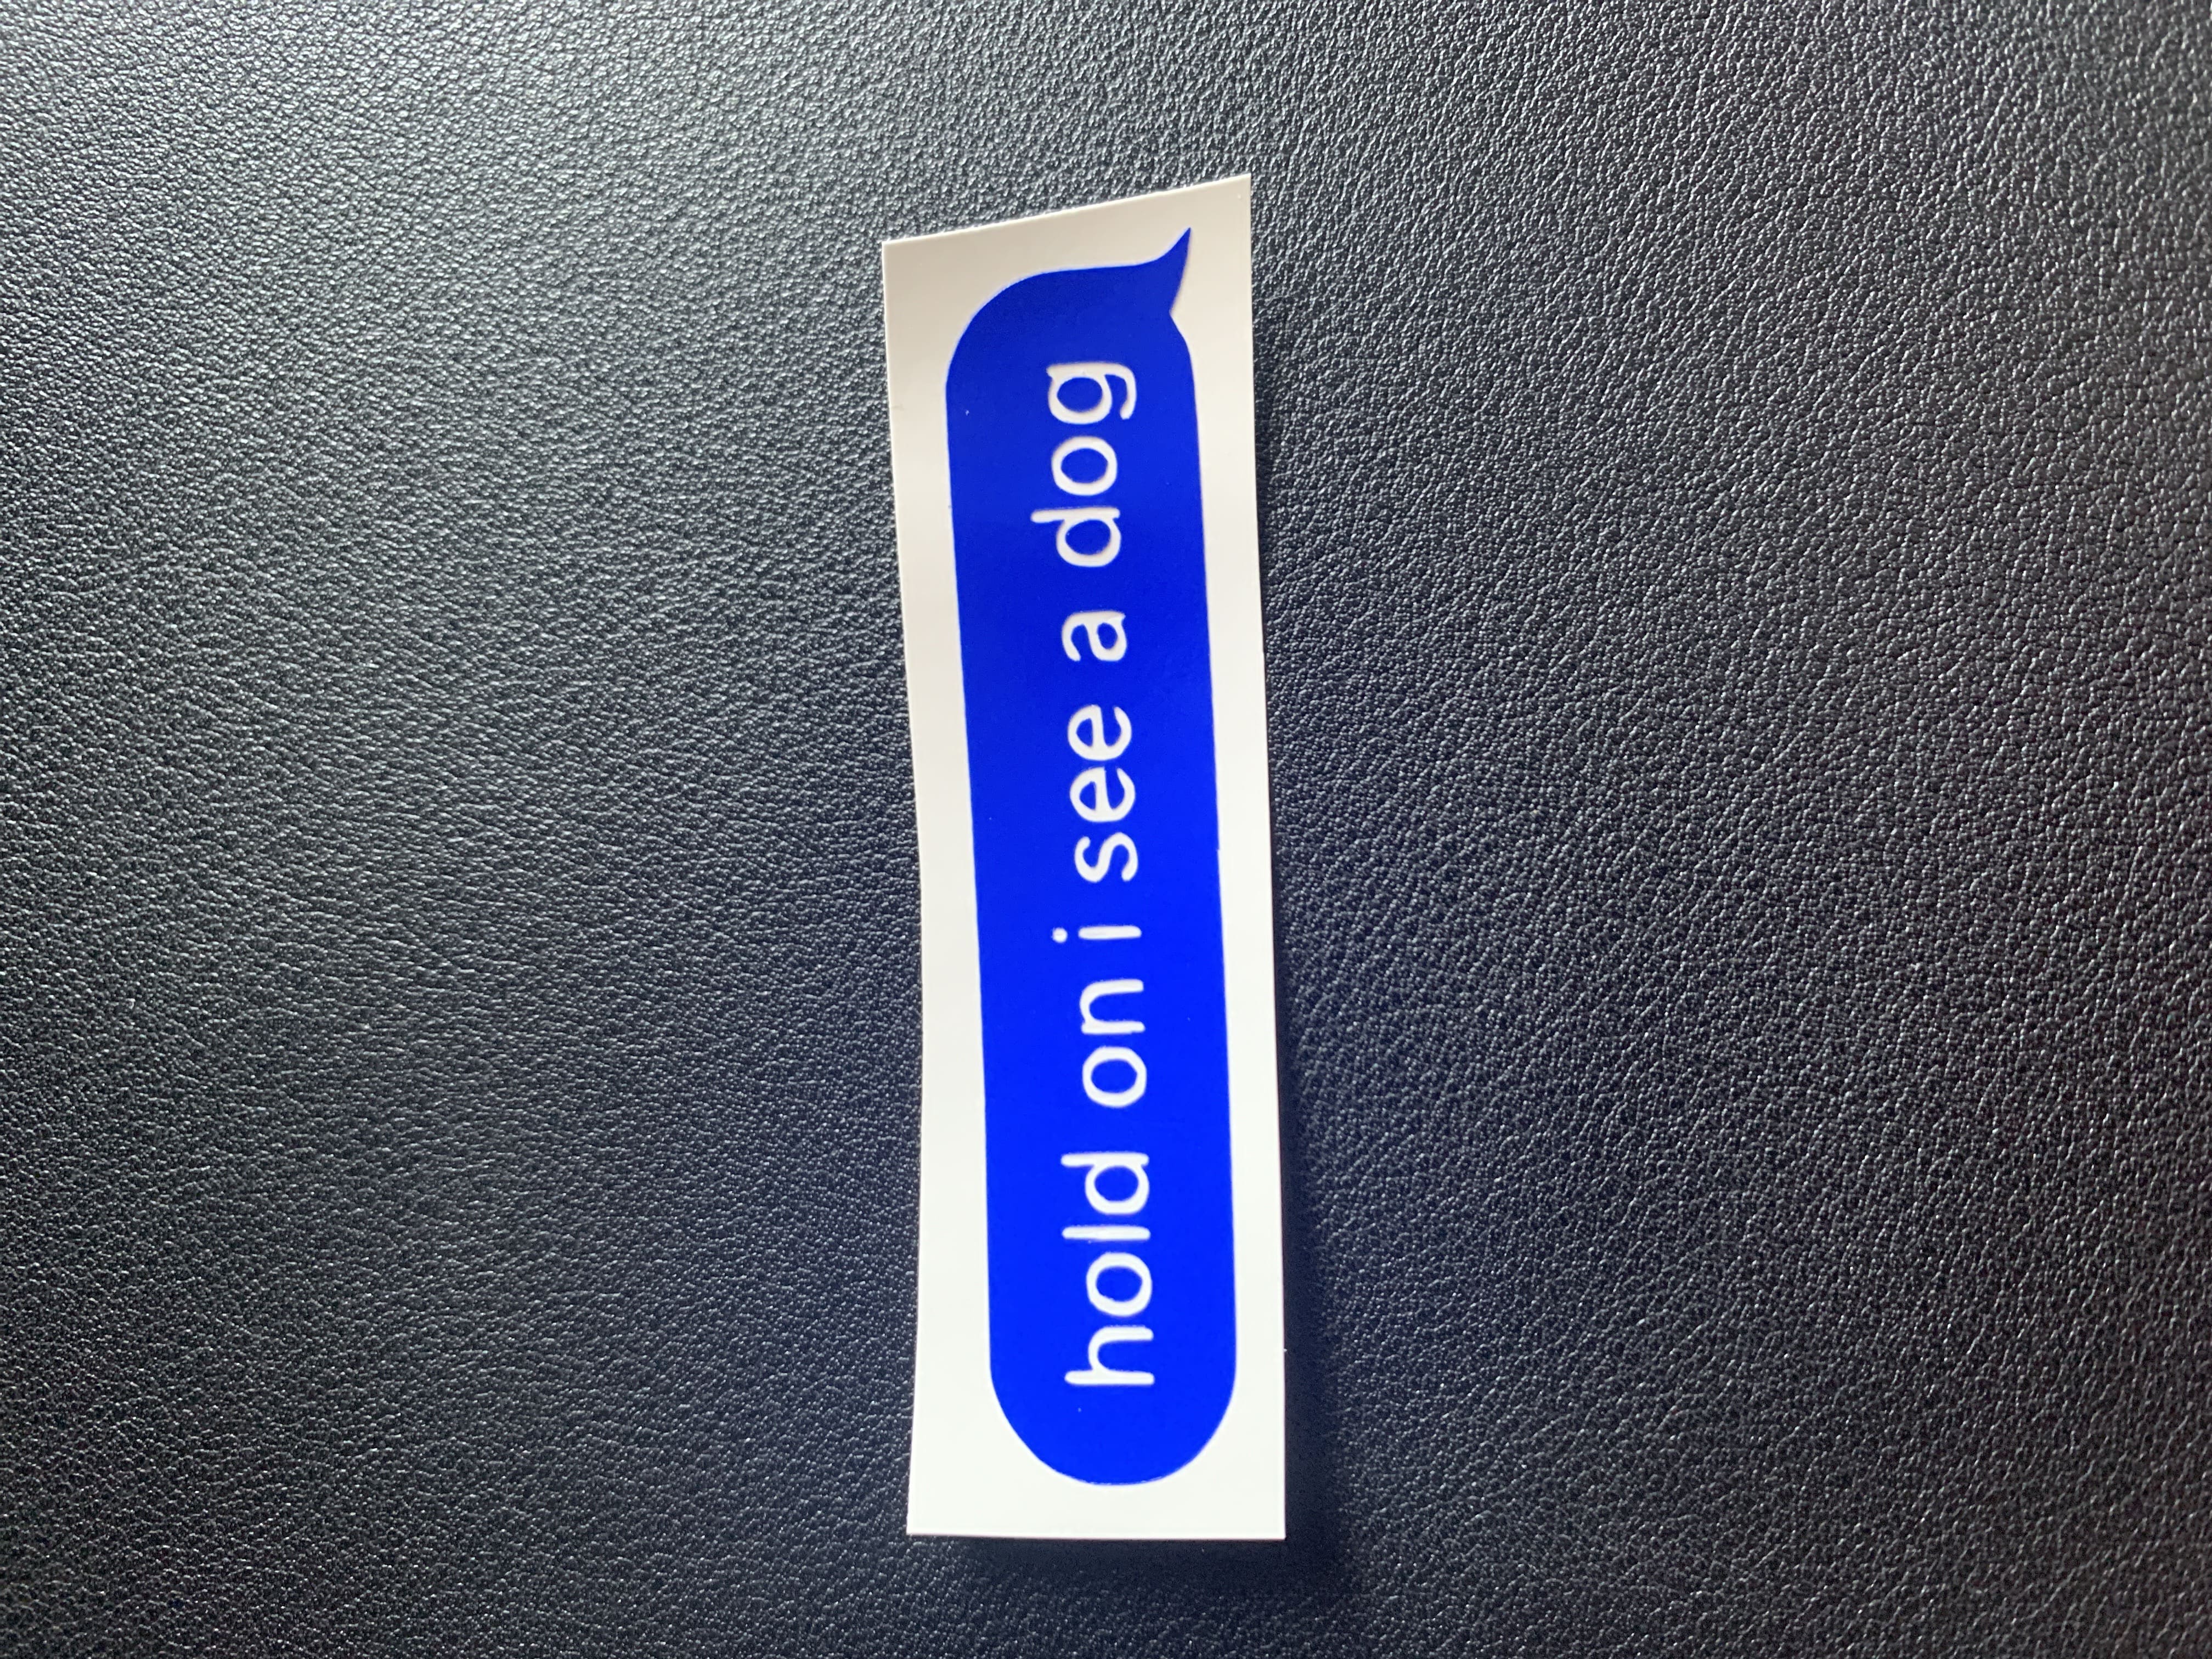 hold on i see a dog